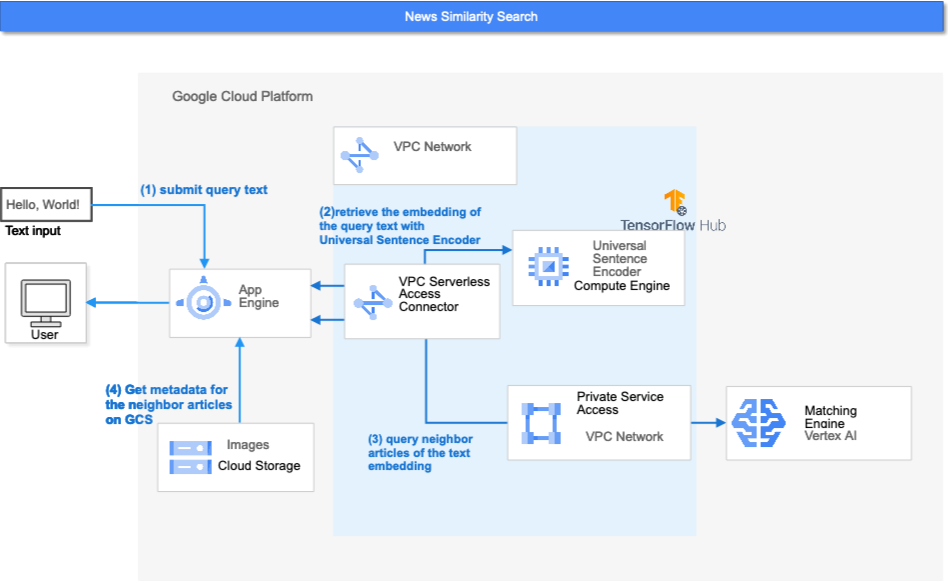 News Similarity Search
Google Cloud Platform
VPC Network
(1) submit query text
Hello, World!
Text input
(2)retrieve the embedding of
the query text with
Universal Sentence Encoder
TensorFlow Hub
Universal
Sentence
Encoder
Compute Engine
VPC Serverless
Access
Connector
App
Engine
User
(4) Get metadata for
the neighbor articles
on GCS
Images
Cloud Storage
(3) query neighbor
articles of the text
embedding
Private Service
Access
VPC Network
Matching
Engine
Vertex AI